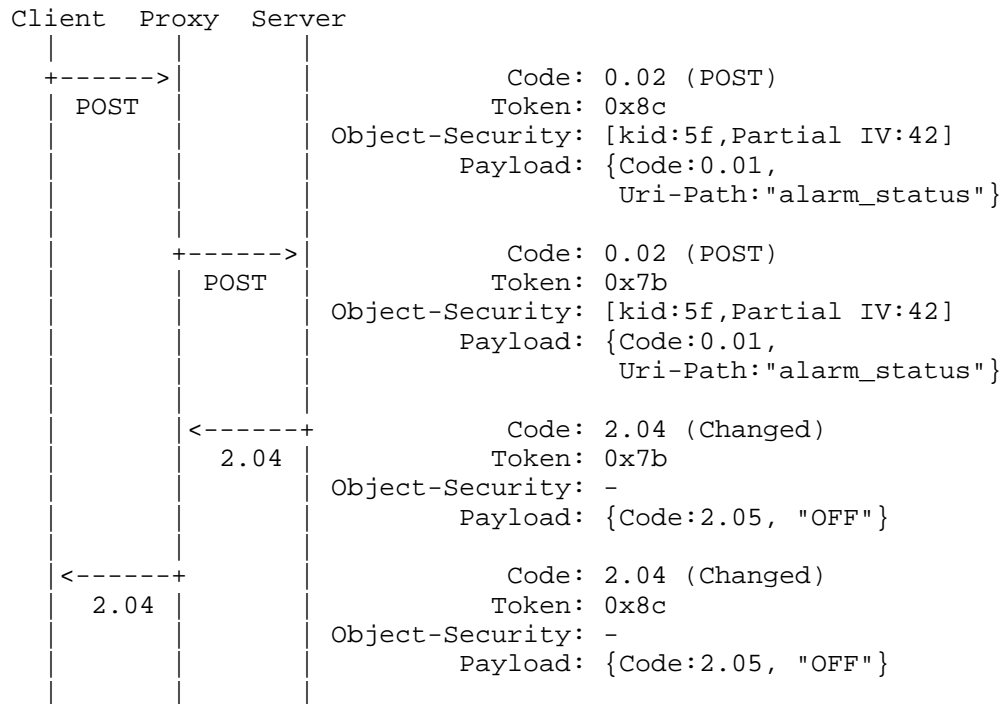 Client Proxy Server
Code: 0.02 (POST)
POST Token: 0x8c
Object-Security: [kid:5f,Partial IV:42]
Payload: {Code:0.01,
Uri-Path:"alarm_status"}
Code: 0.02 (POST)
POST Token: 0x7b
Object-Security: [kid:5f,Partial IV:42]
Payload: {Code:0.01,
Uri-Path:"alarm_status"}
Code: 2.04 (Changed)
2.04 Token: 0x7b
Object-Security: -
Payload: {Code:2.05, "OFF"}
Code: 2.04 (Changed)
2.04 Token: 0x8c
Object-Security: -
Payload: {Code:2.05, "OFF"}